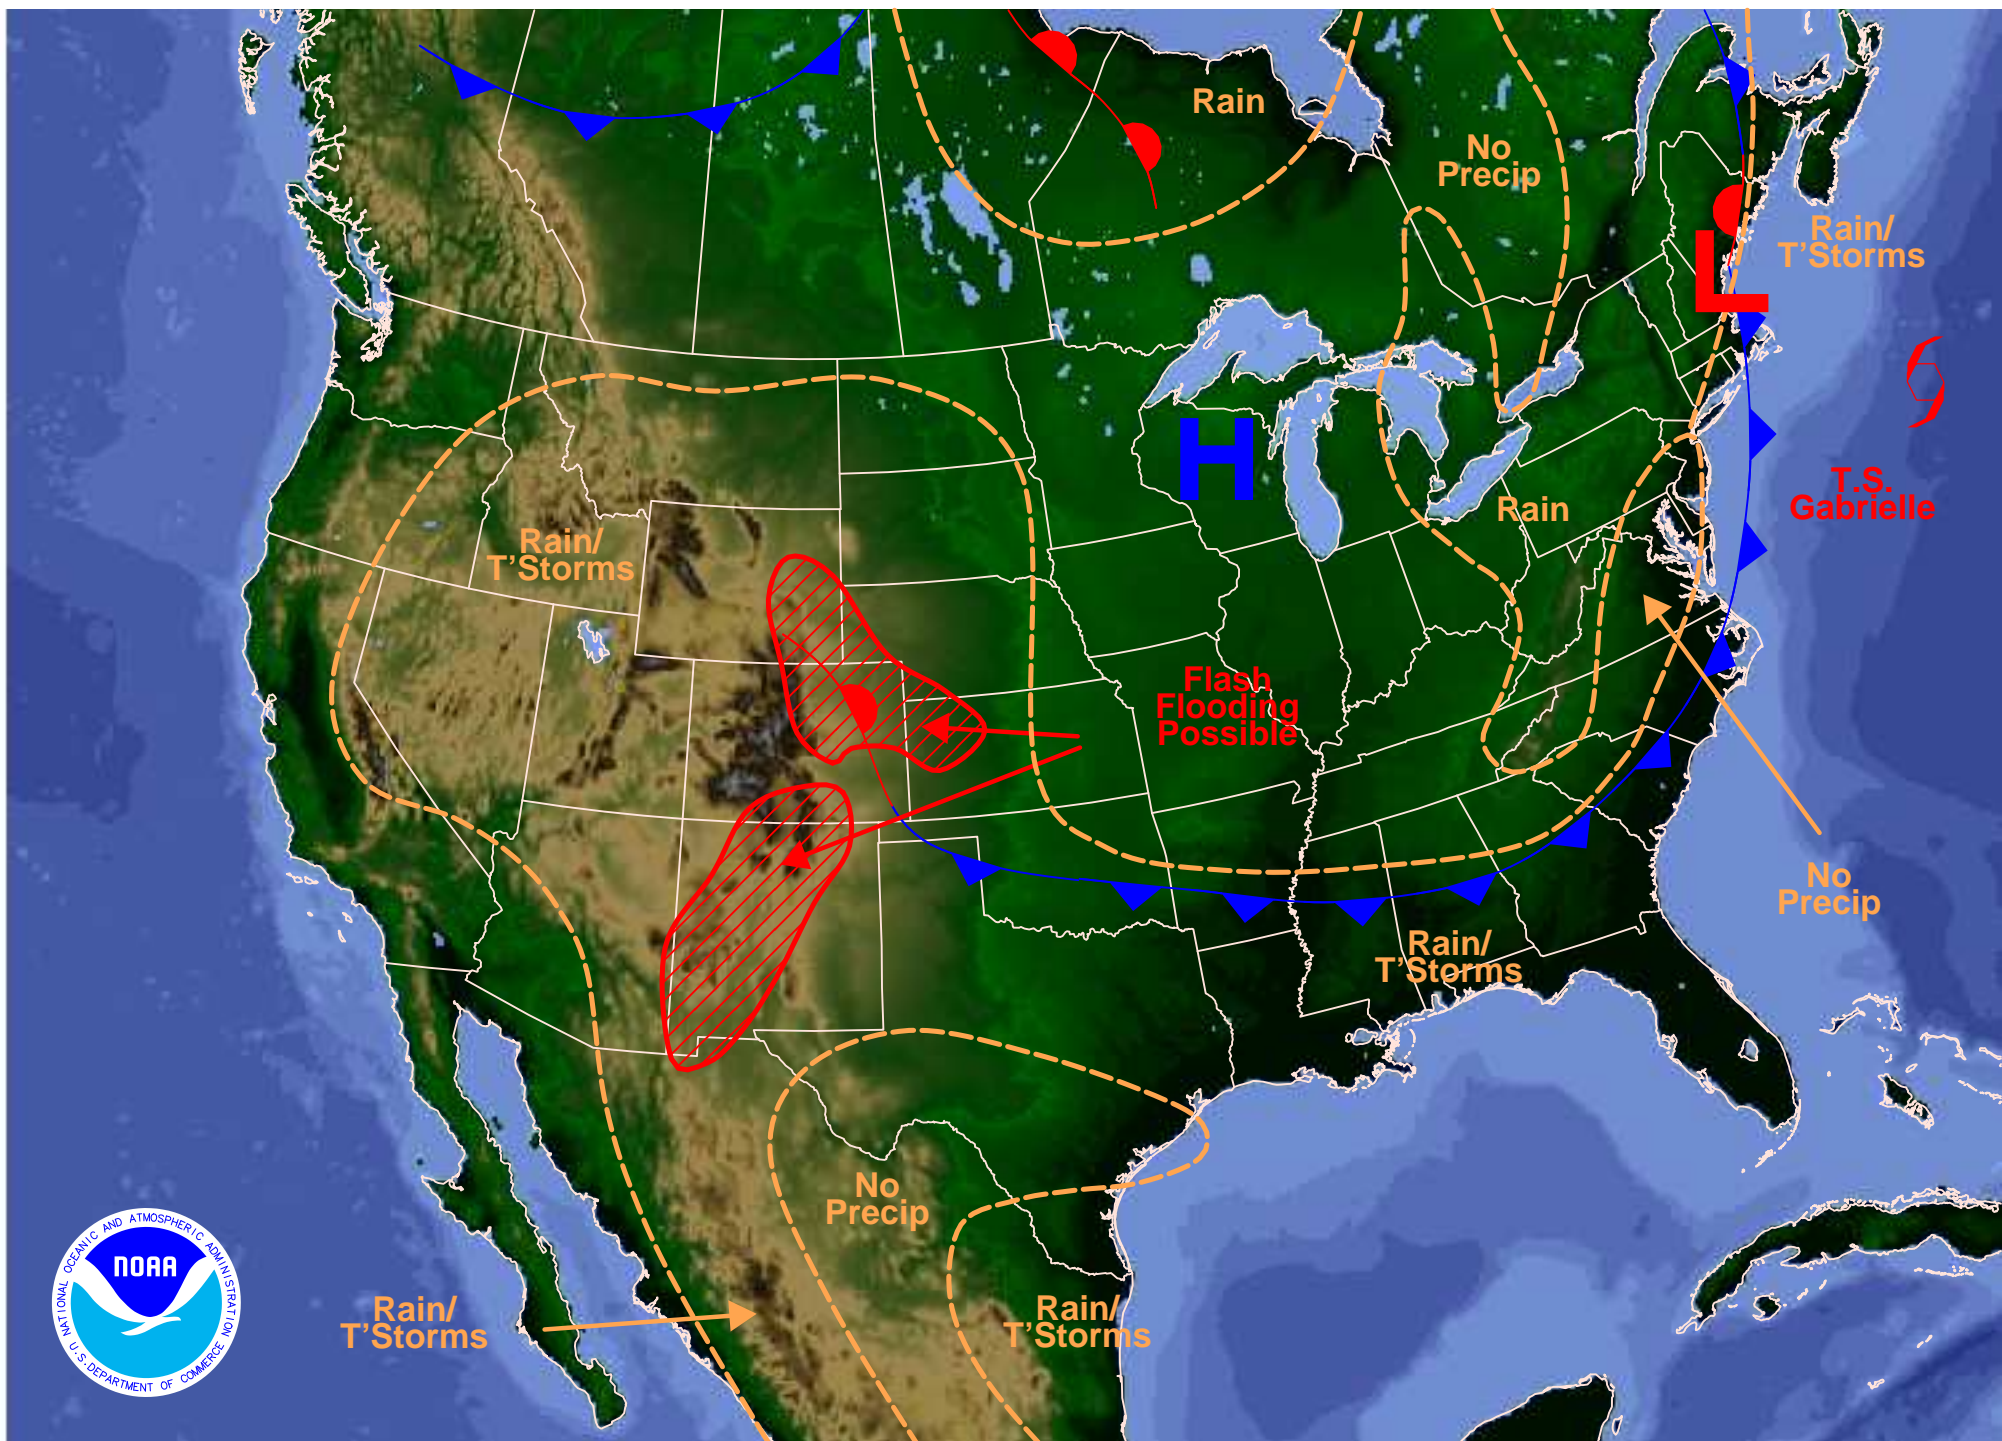 Rain
No
Precip
Rain/
T'Storms
L
H
T.S.
Gabrielle
Rain
Rain/
T'Storms
Flash
Flooding
Possible
No
Precip
Rain/
T'Storms
No
Precip
Rain/
T'Storms
Rain/
T'Storms
NATIONAL OCEANIC AND ATMOSPHERIC ADMINISTRATION
NOAA
U.S. DEPARTMENT OF COMMERCE